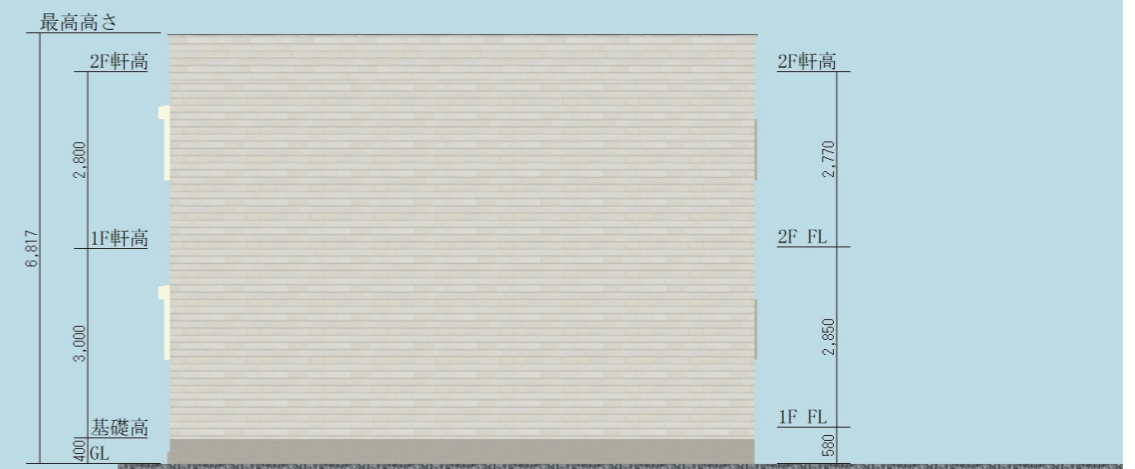 最高高さ
2F軒高
2F軒高
2,800
2,770
6,817
1F軒高
2F FL
3,000
2,850
基礎高
1F FL
400
GL
580